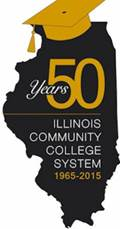 Years 50
ILLINOIS
COMMUNITY
COLLEGE
SYSTEM
1965-2015